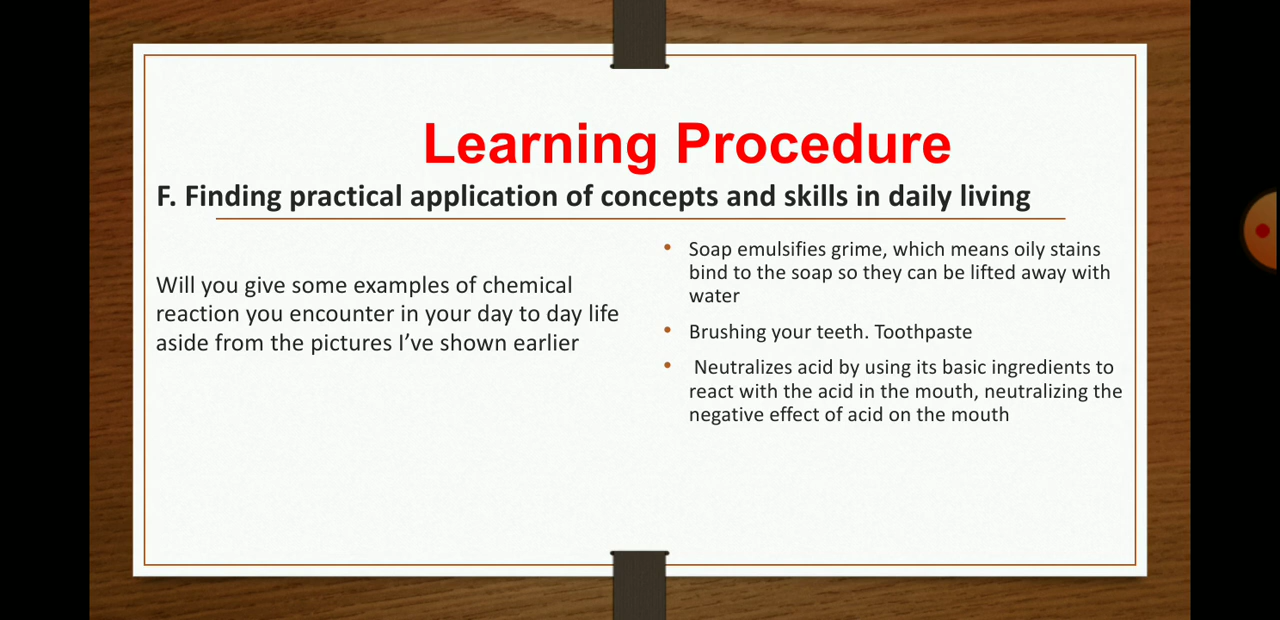 Learning Procedure
F. Finding practical application of concepts and skills in daily living
Will you give some examples of chemical
reaction you encounter in your day to day life
aside from the pictures I’ve shown earlier
• Soap emulsifies grime, which means oily stains
bind to the soap so they can be lifted away with
water
• Brushing your teeth. Toothpaste
• Neutralizes acid by using its basic ingredients to
react with the acid in the mouth, neutralizing the
negative effect of acid on the mouth